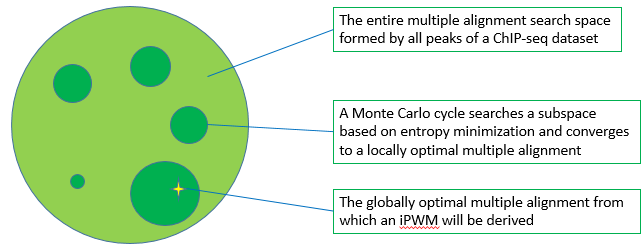 The entire multiple alignment search space
formed by all peaks of a ChIP-seq dataset
A Monte Carlo cycle searches a subspace
based on entropy minimization and converges
to a locally optimal multiple alignment
The globally optimal multiple alignment from
which an iPWM will be derived